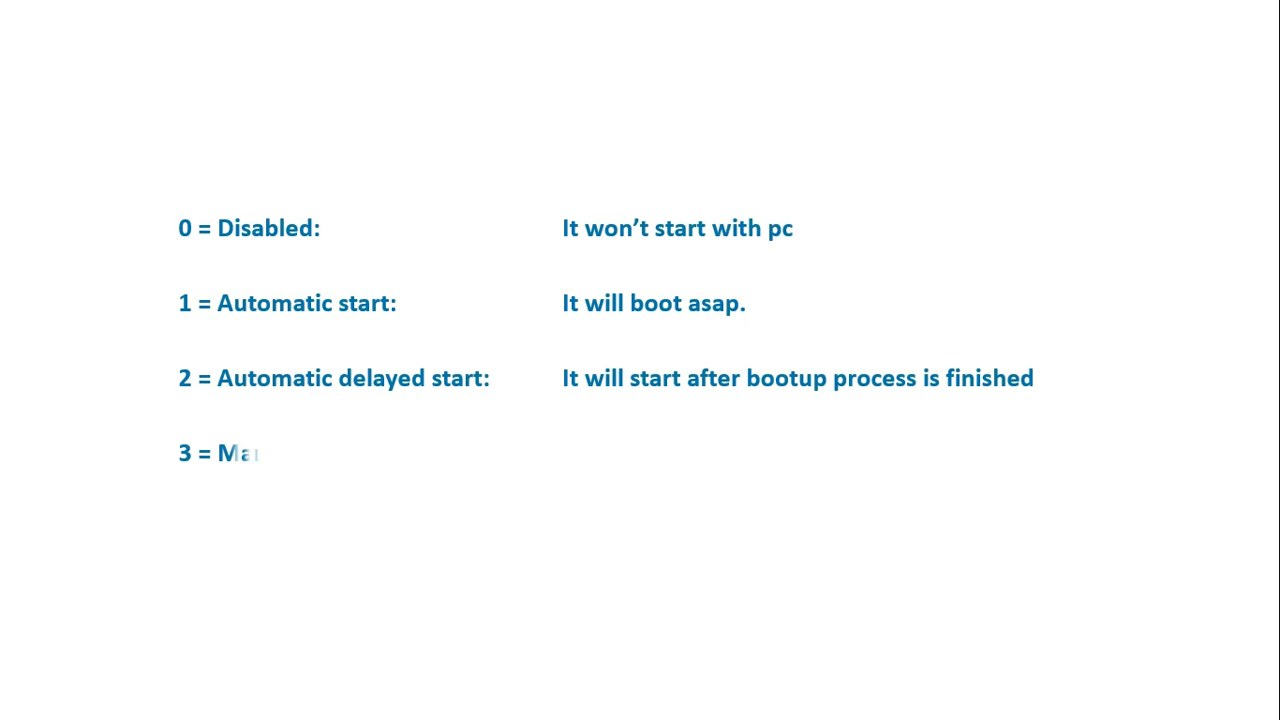 0 = Disabled: It won’t start with pc
1 = Automatic start: It will boot asap.
2 = Automatic delayed start: It will start after bootup process is finished
3 =